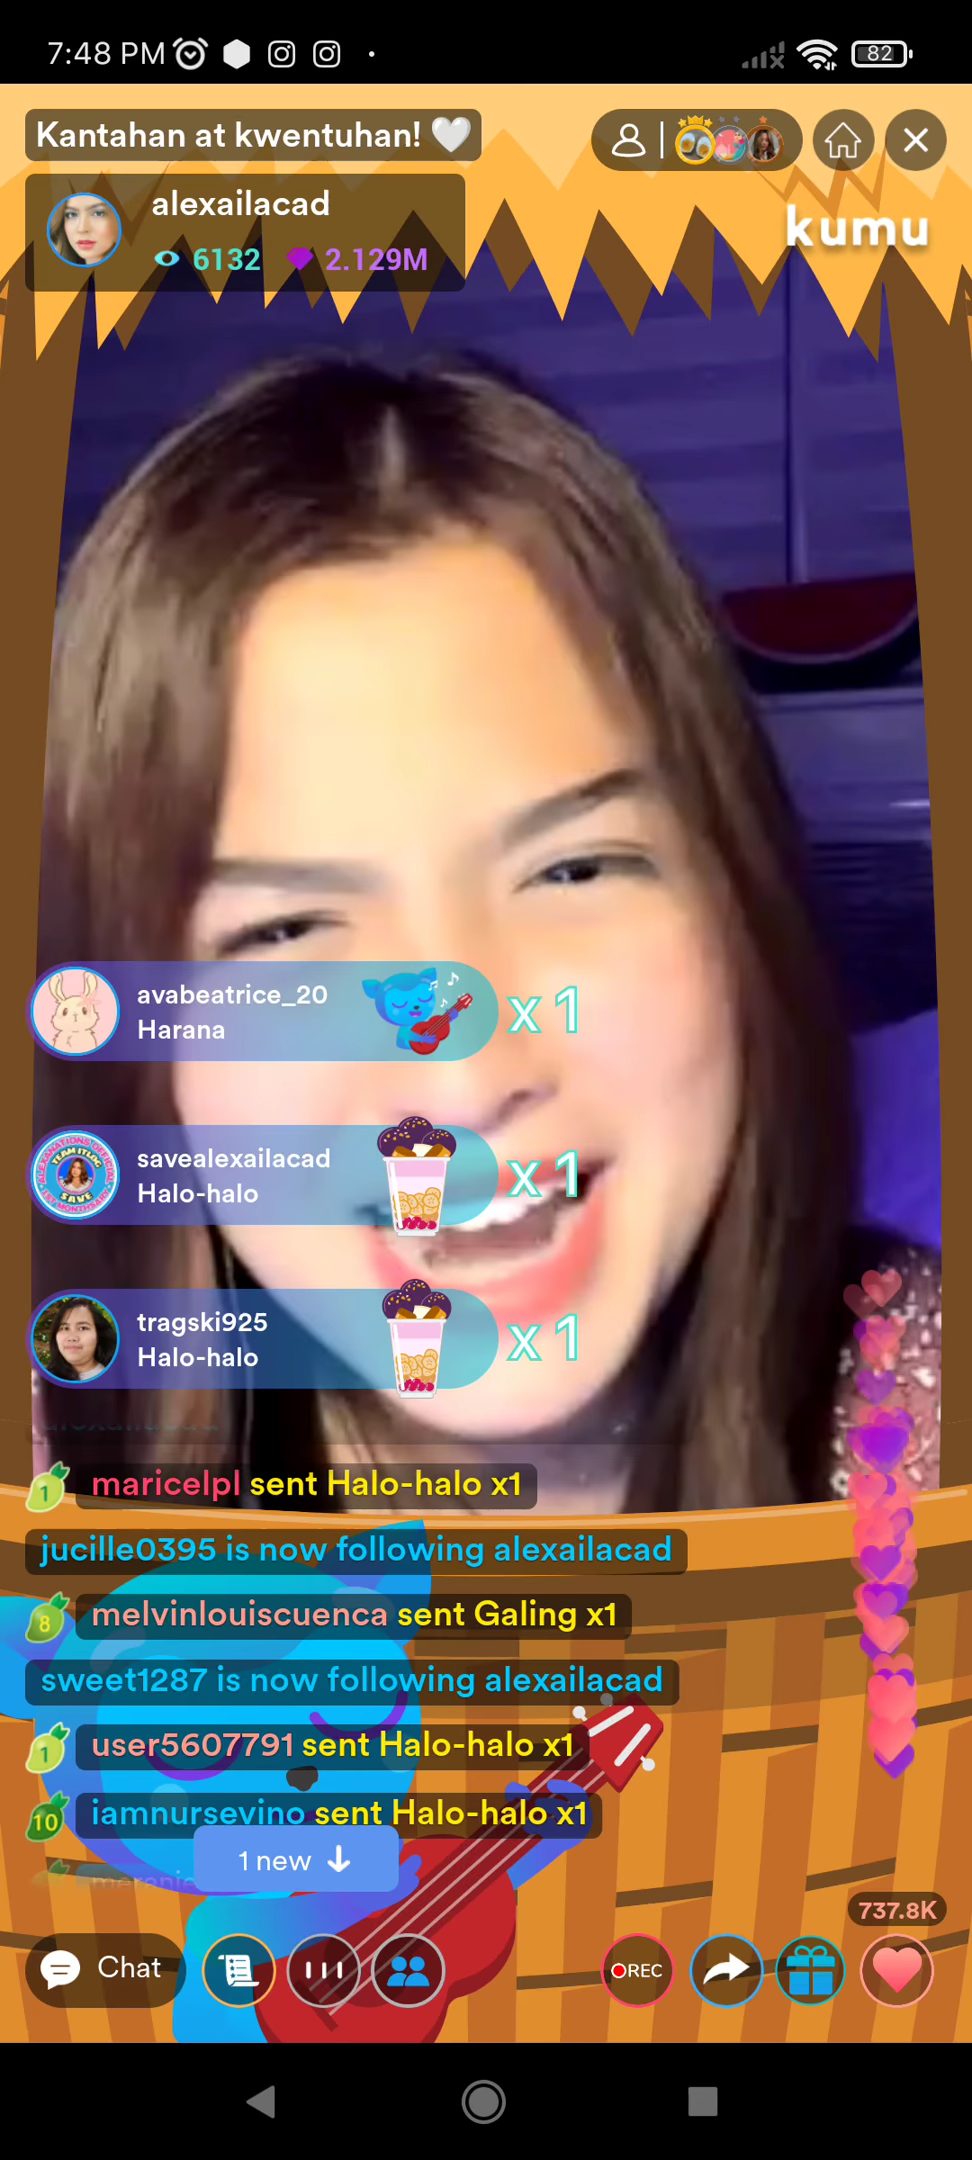 7:48 PM
82
Kantahan at kwentuhan! 🤍
alexailacad
6132 2.129M
kumu
avabeatrice_20
Harana
x 1
TEAM ITLOG
SAVE
savealexailacad
Halo-halo
x 1
tragski925
Halo-halo
x 1
1 maricelpl sent Halo-halo x1
jucille0395 is now following alexailacad
8 melvinlouiscuenca sent Galing x1
sweet1287 is now following alexailacad
1 user5607791 sent Halo-halo x1
10 iamnursevino sent Halo-halo x1
1 new ↓
737.8K
Chat
REC